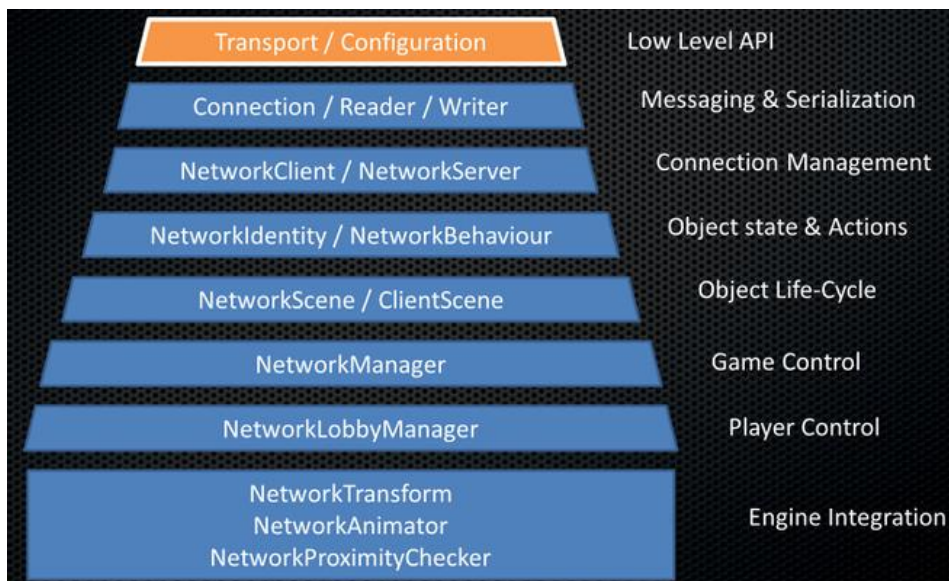 Transport / Configuration
Low Level API
Connection / Reader / Writer
Messaging & Serialization
NetworkClient / NetworkServer
Connection Management
NetworkIdentity / NetworkBehaviour
Object state & Actions
NetworkScene / ClientScene
Object Life-Cycle
NetworkManager
Game Control
NetworkLobbyManager
Player Control
NetworkTransform
NetworkAnimator
NetworkProximityChecker
Engine Integration